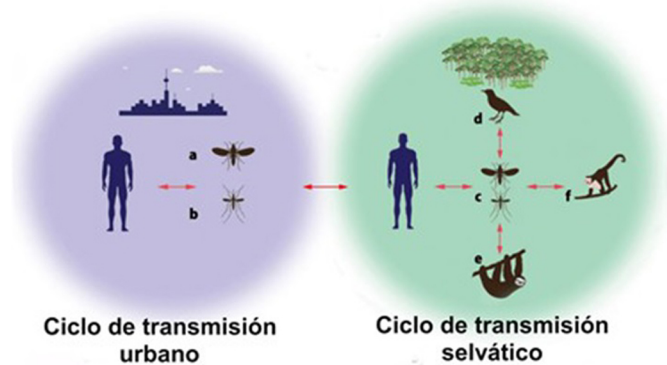 d
a
b
c
f
e
Ciclo de transmisión
urbano
Ciclo de transmisión
selvático